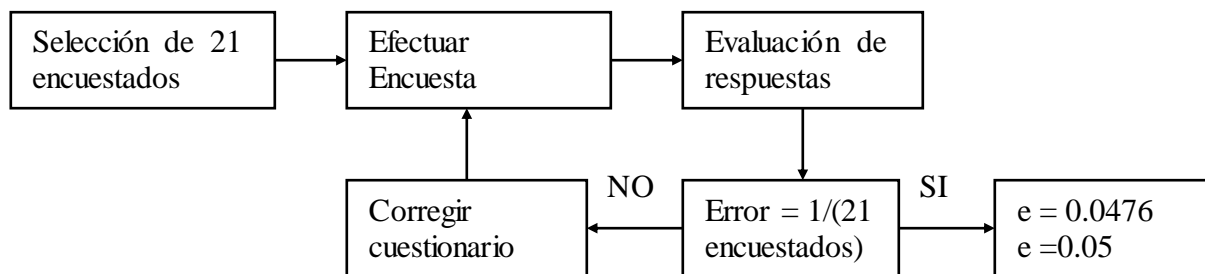 Selección de 21
encuestados
Efectuar
Encuesta
Evaluación de
respuestas
NO
SI
Corregir
cuestionario
Error = 1/(21
encuestados)
e = 0.0476
e =0.05